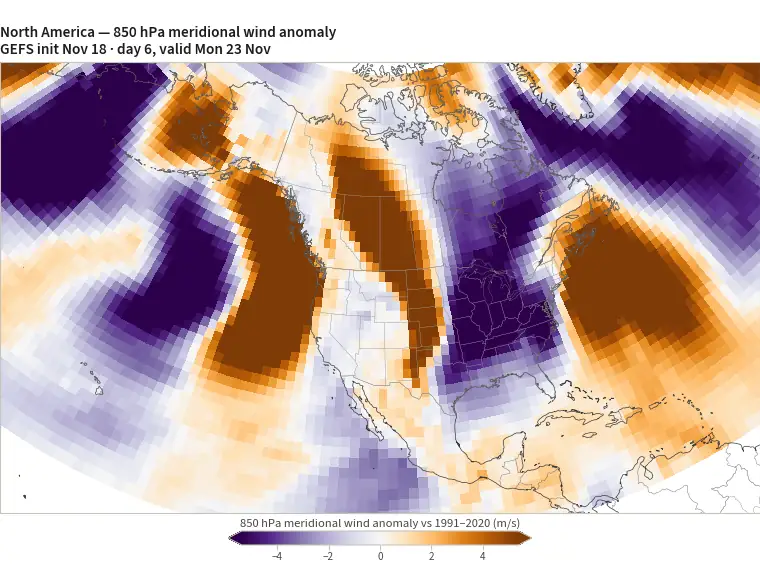 North America — 850 hPa meridional wind anomaly
GEFS init Nov 18 · day 6, valid Mon 23 Nov
850 hPa meridional wind anomaly vs 1991–2020 (m/s)
−4 −2 0 2 4